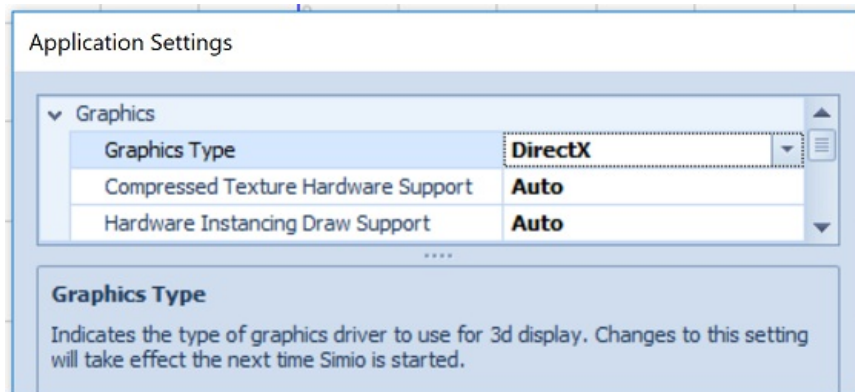 Application Settings
Graphics
Graphics Type DirectX
Compressed Texture Hardware Support Auto
Hardware Instancing Draw Support Auto
Graphics Type
Indicates the type of graphics driver to use for 3d display. Changes to this setting
will take effect the next time Simio is started.